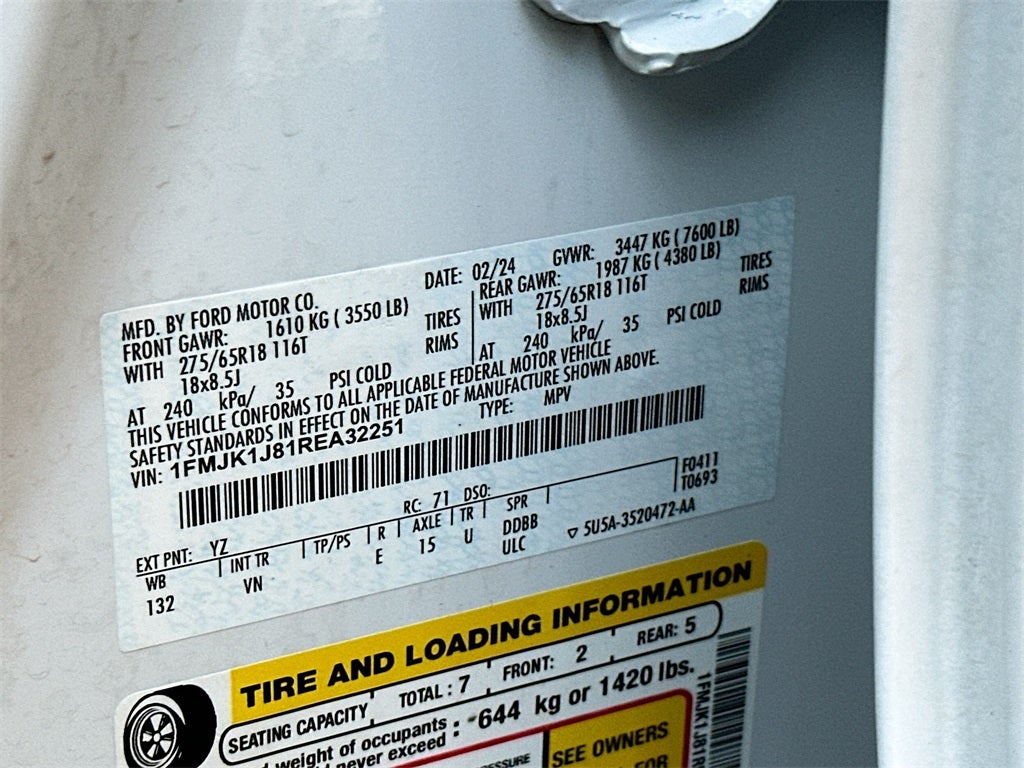 MFD. BY FORD MOTOR CO.
DATE: 02/24 GVWR: 3447 KG ( 7600 LB)
FRONT GAWR: 1610 KG ( 3550 LB)
REAR GAWR: 1987 KG ( 4380 LB)
WITH 275/65R18 116T TIRES
WITH 275/65R18 116T TIRES
18x8.5J RIMS
18x8.5J RIMS
AT 240 kPa/ 35 PSI COLD
AT 240 kPa/ 35 PSI COLD
THIS VEHICLE CONFORMS TO ALL APPLICABLE FEDERAL MOTOR VEHICLE
SAFETY STANDARDS IN EFFECT ON THE DATE OF MANUFACTURE SHOWN ABOVE.
VIN: 1FMJK1J81REA32251 TYPE: MPV
F0411
T0693
EXT PNT: YZ RC: 71 DSO:
WB INT TR TP/PS R AXLE TR SPR
132 VN E 15 U DDBB
ULC 5U5A-3520472-AA
TIRE AND LOADING INFORMATION
SEATING CAPACITY TOTAL : 7 FRONT: 2 REAR: 5
weight of occupants
never exceed : 644 kg or 1420 lbs.
SEE OWNERS
FOR